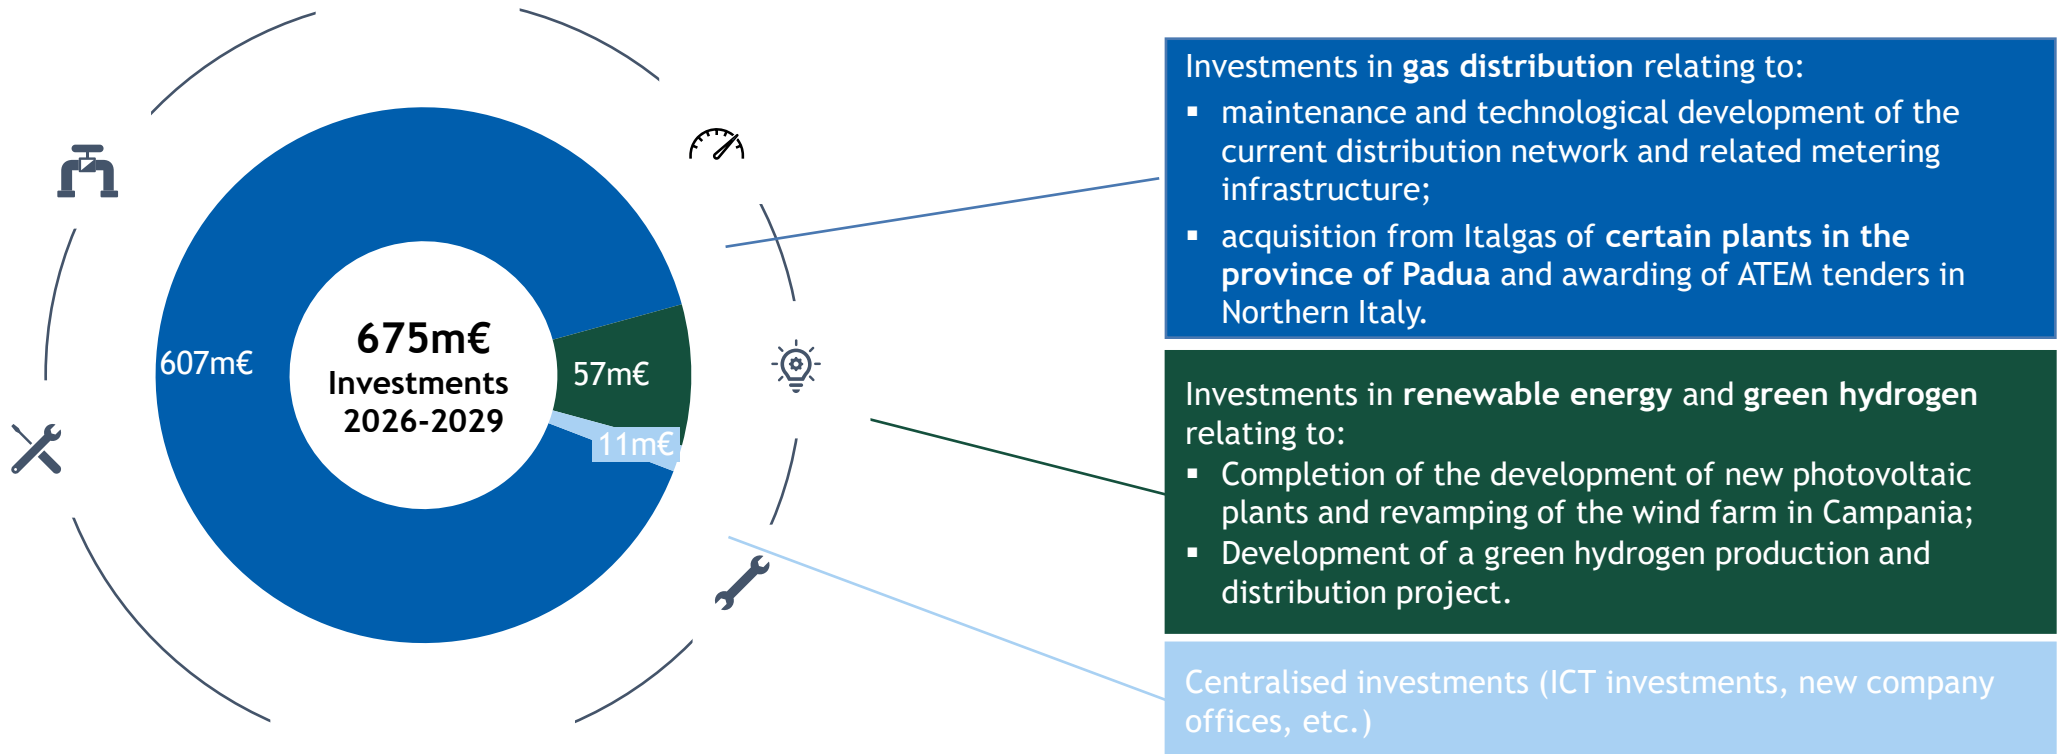 607m€
675m€
Investments
2026-2029
57m€
11m€
Investments in gas distribution relating to:
▪ maintenance and technological development of the
current distribution network and related metering
infrastructure;
▪ acquisition from Italgas of certain plants in the
province of Padua and awarding of ATEM tenders in
Northern Italy.
Investments in renewable energy and green hydrogen
relating to:
▪ Completion of the development of new photovoltaic
plants and revamping of the wind farm in Campania;
▪ Development of a green hydrogen production and
distribution project.
Centralised investments (ICT investments, new company
offices, etc.)